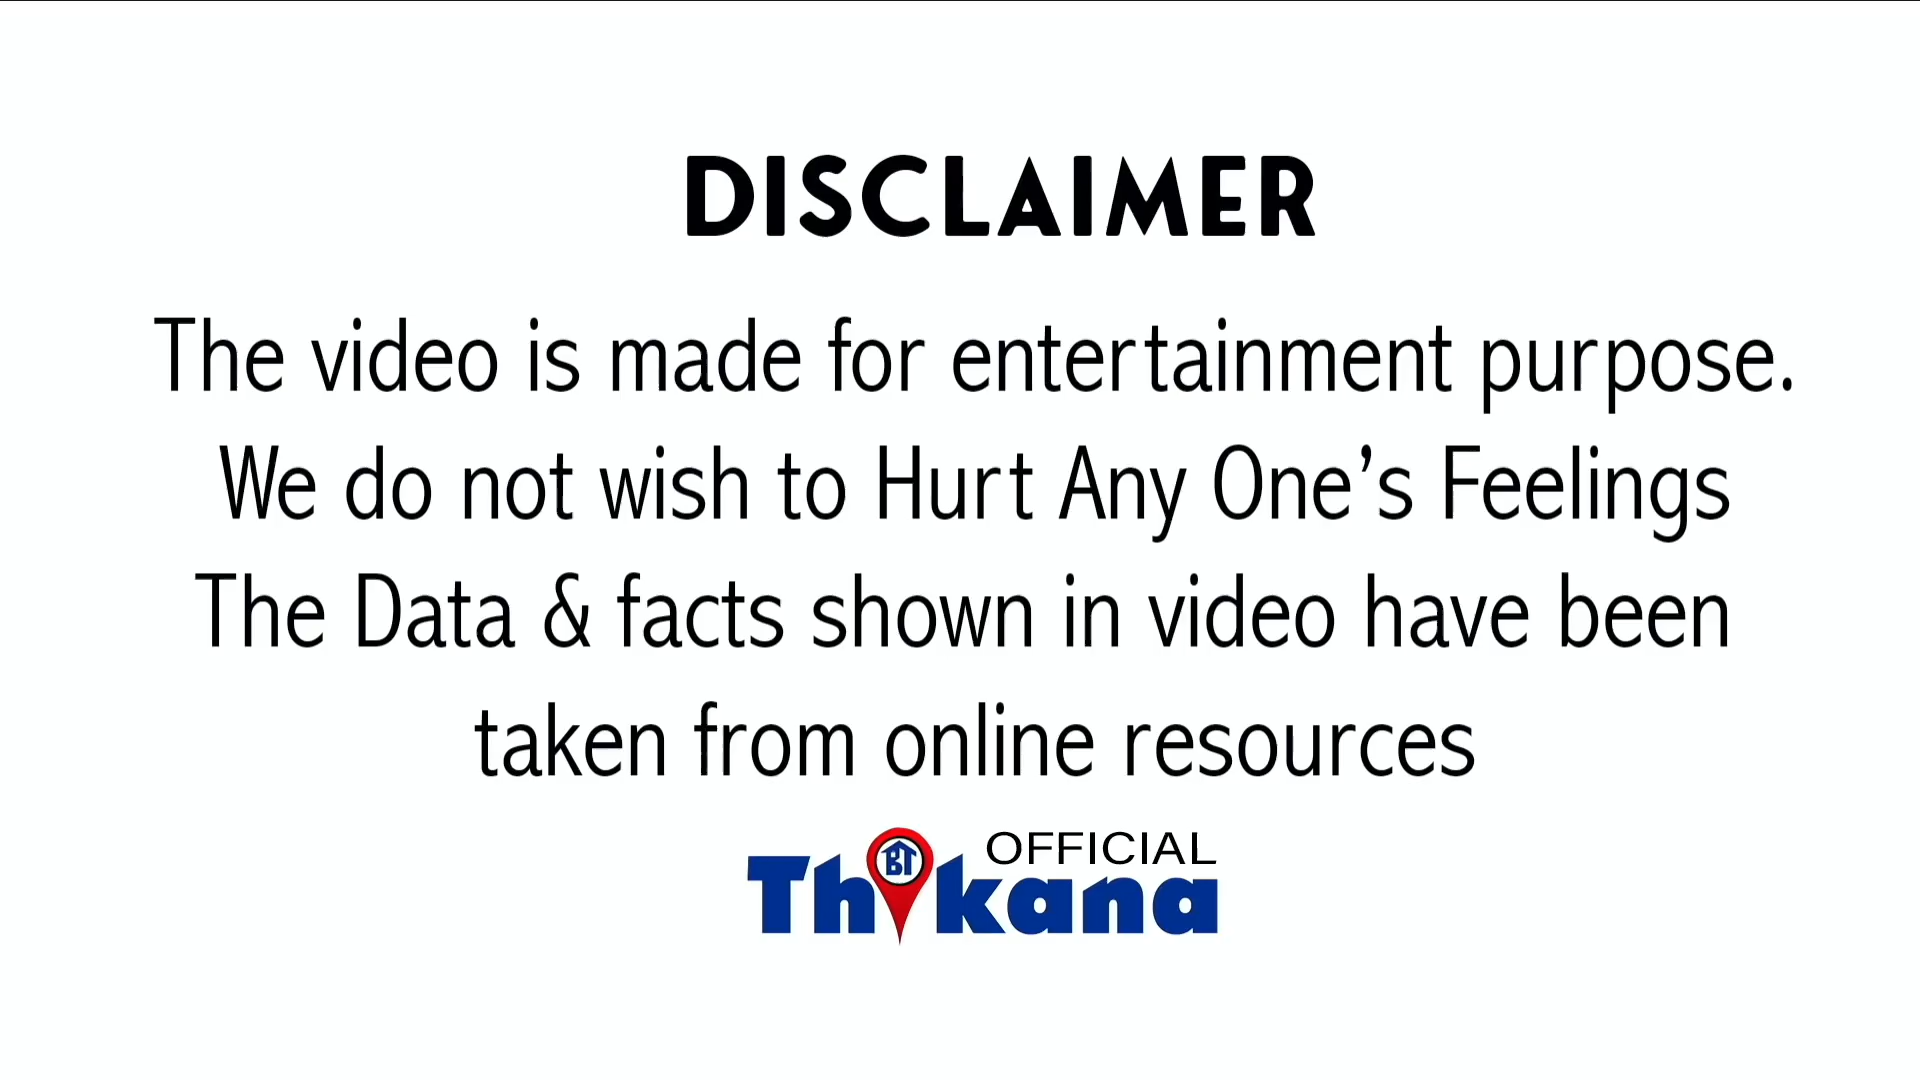 DISCLAIMER
The video is made for entertainment purpose.
We do not wish to Hurt Any One’s Feelings
The Data & facts shown in video have been
taken from online resources
OFFICIAL
BT
Thikana